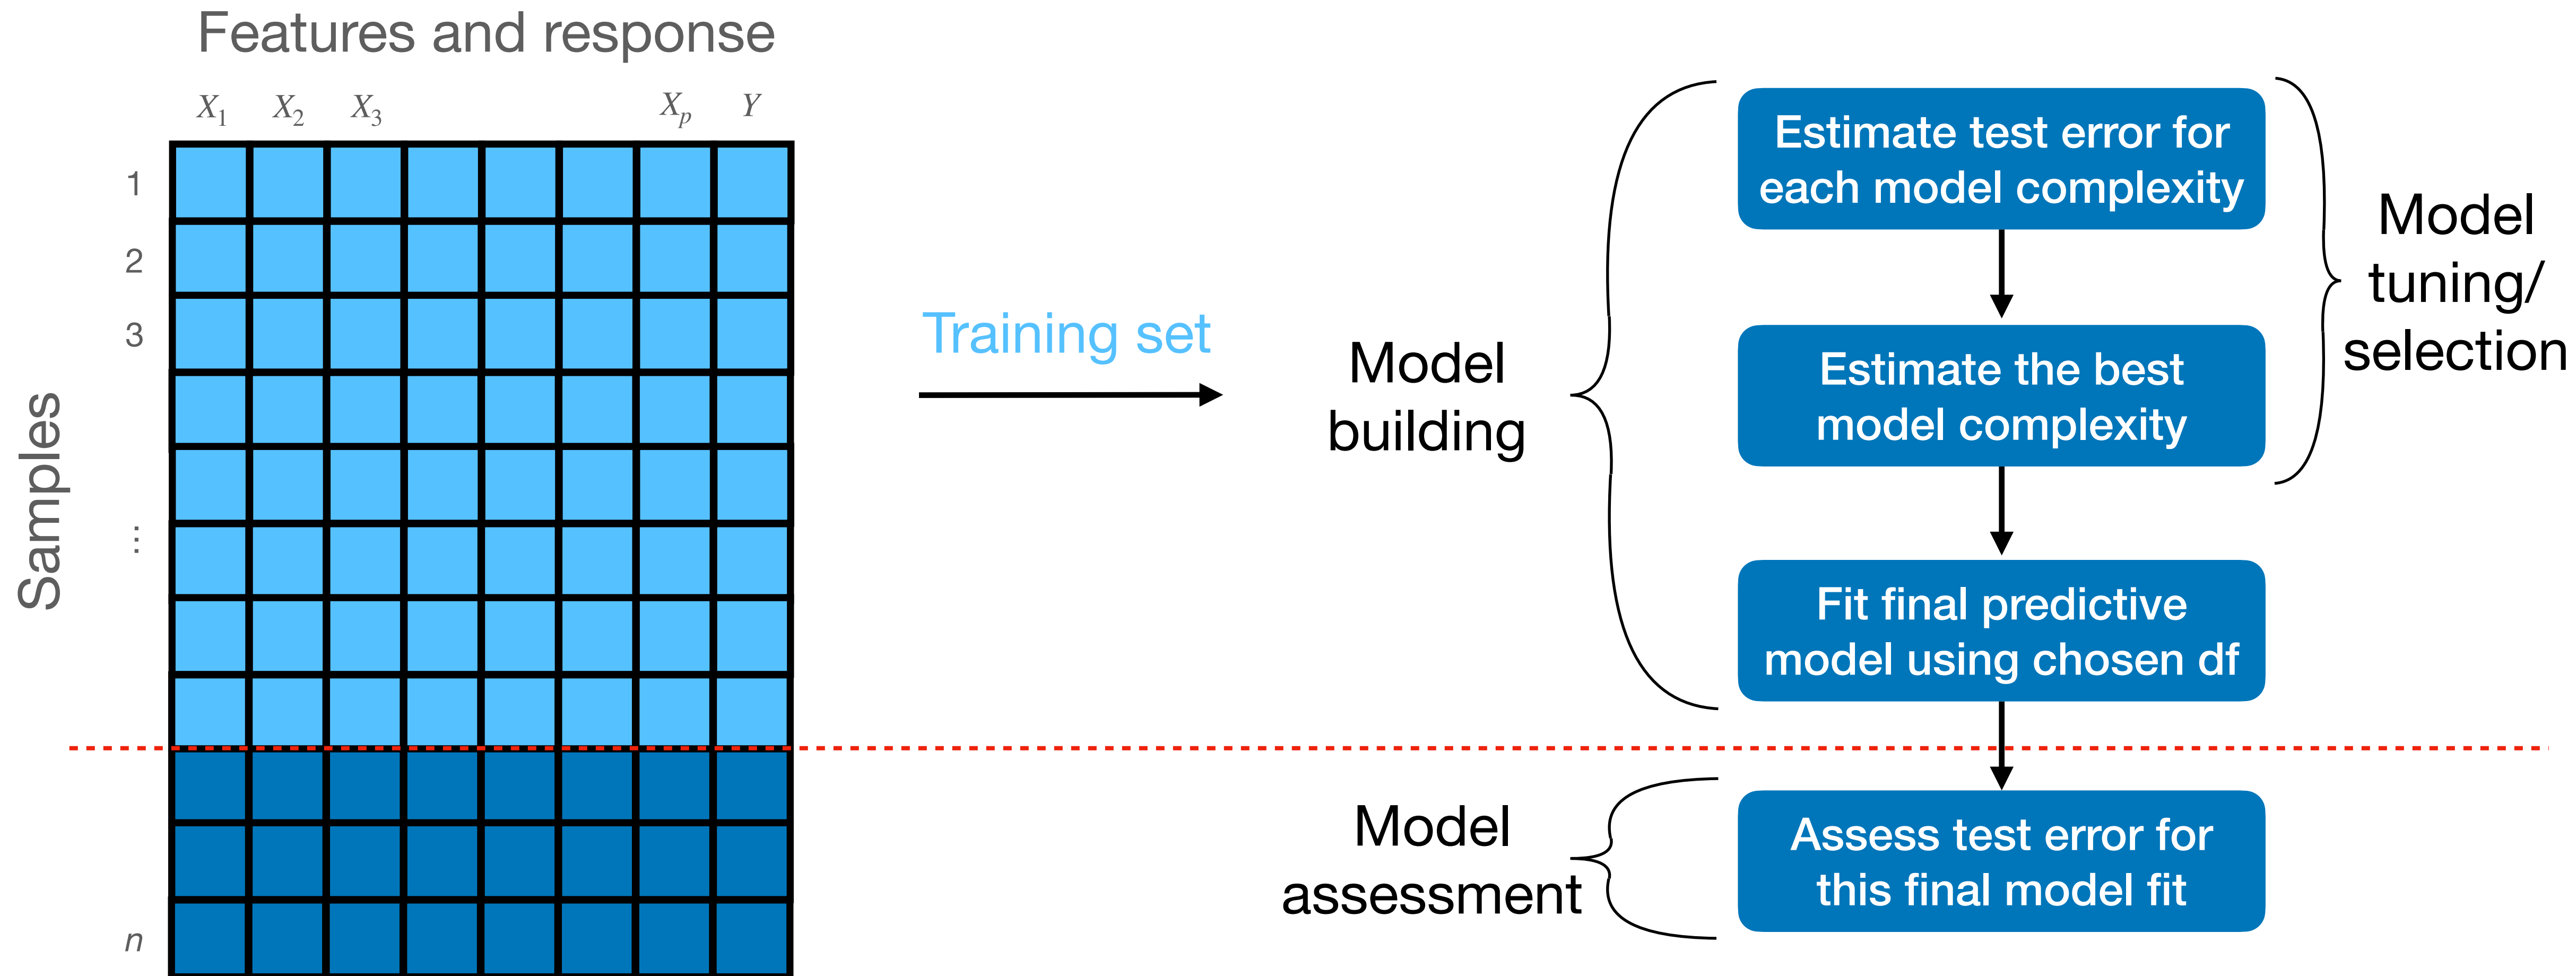 Features and response
X₁ X₂ X₃ Xₚ Y
1
2
3
⋮
n
Samples
Training set
Model
building
Estimate test error for
each model complexity
Estimate the best
model complexity
Fit final predictive
model using chosen df
Model
tuning/
selection
Model
assessment
Assess test error for
this final model fit